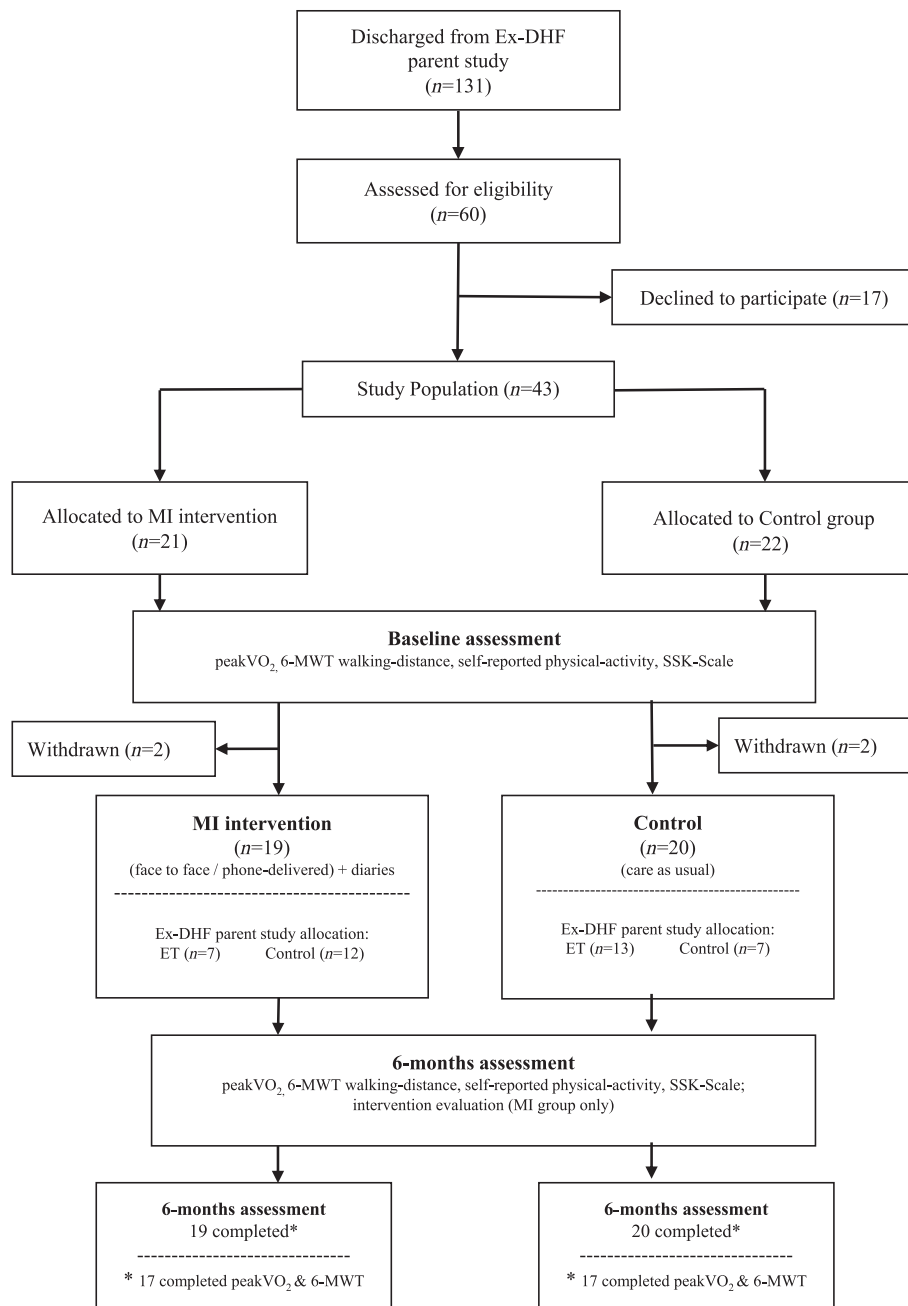 Discharged from Ex-DHF
parent study
(n=131)
Assessed for eligibility
(n=60)
Declined to participate (n=17)
Study Population (n=43)
Allocated to MI intervention
(n=21)
Allocated to Control group
(n=22)
Baseline assessment
peakVO2, 6-MWT walking-distance, self-reported physical-activity, SSK-Scale
Withdrawn (n=2)
Withdrawn (n=2)
MI intervention
(n=19)
(face to face / phone-delivered) + diaries
Ex-DHF parent study allocation:
ET (n=7) Control (n=12)
Control
(n=20)
(care as usual)
Ex-DHF parent study allocation:
ET (n=13) Control (n=7)
6-months assessment
peakVO2, 6-MWT walking-distance, self-reported physical-activity, SSK-Scale;
intervention evaluation (MI group only)
6-months assessment
19 completed*
* 17 completed peakVO2 & 6-MWT
6-months assessment
20 completed*
* 17 completed peakVO2 & 6-MWT